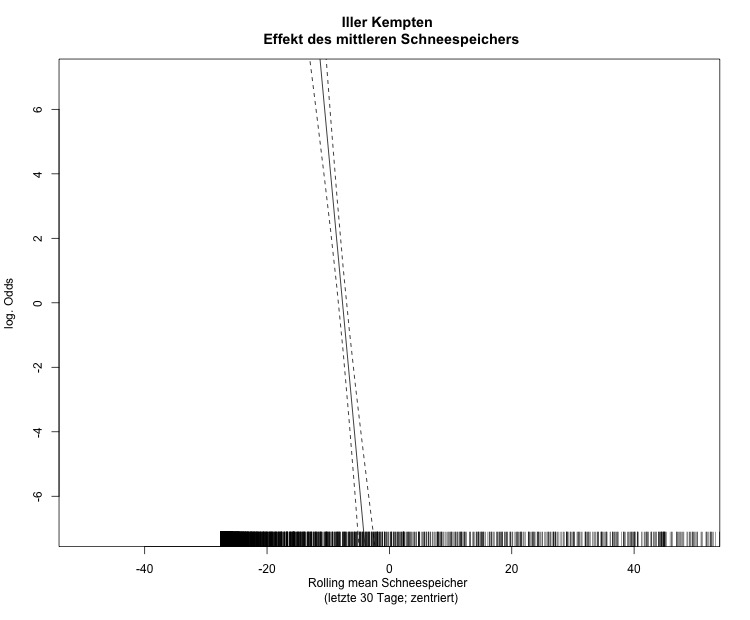 Iller Kempten
Effekt des mittleren Schneespeichers
log. Odds
6
4
2
0
-2
-4
-6
-40 -20 0 20 40
Rolling mean Schneespeicher
(letzte 30 Tage; zentriert)